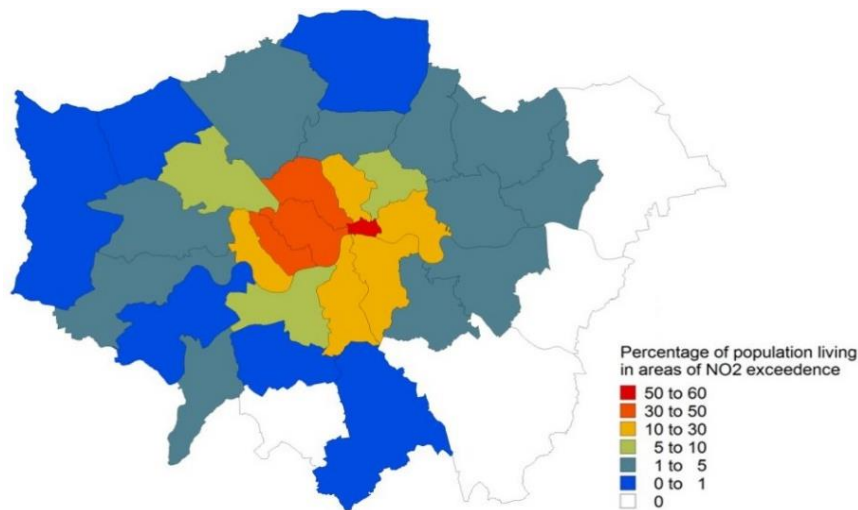 Percentage of population living
in areas of NO2 exceedence
50 to 60
30 to 50
10 to 30
5 to 10
1 to 5
0 to 1
0